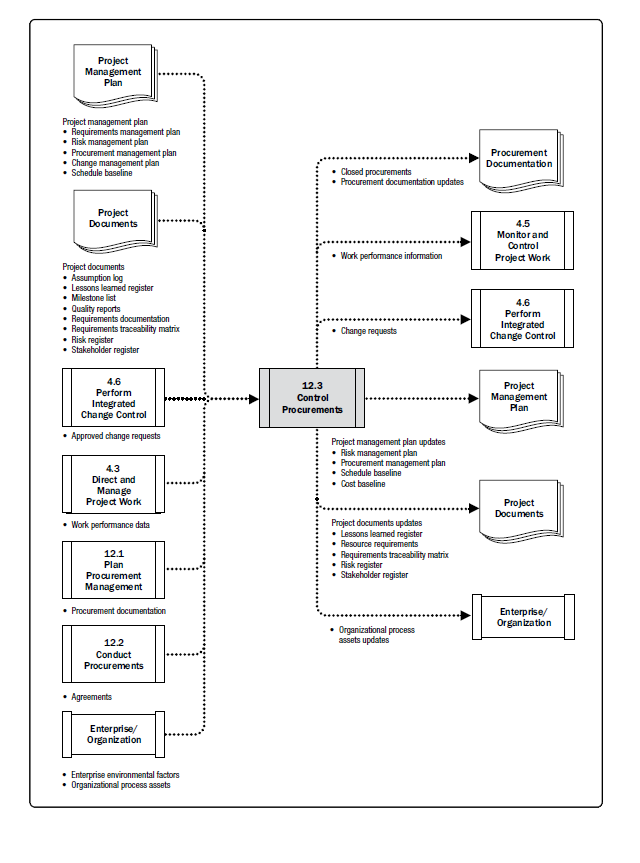 Project
Management
Plan
Project management plan
• Requirements management plan
• Risk management plan
• Procurement management plan
• Change management plan
• Schedule baseline
Project
Documents
Project documents
• Assumption log
• Lessons learned register
• Milestone list
• Quality reports
• Requirements documentation
• Requirements traceability matrix
• Risk register
• Stakeholder register
4.6
Perform
Integrated
Change Control
• Approved change requests
4.3
Direct and
Manage
Project Work
• Work performance data
12.1
Plan
Procurement
Management
• Procurement documentation
12.2
Conduct
Procurements
• Agreements
Enterprise/
Organization
• Enterprise environmental factors
• Organizational process assets
12.3
Control
Procurements
Procurement
Documentation
• Closed procurements
• Procurement documentation updates
4.5
Monitor and
Control
Project Work
• Work performance information
4.6
Perform
Integrated
Change Control
• Change requests
Project
Management
Plan
Project management plan updates
• Risk management plan
• Procurement management plan
• Schedule baseline
• Cost baseline
Project
Documents
Project documents updates
• Lessons learned register
• Resource requirements
• Requirements traceability matrix
• Risk register
• Stakeholder register
Enterprise/
Organization
• Organizational process
assets updates